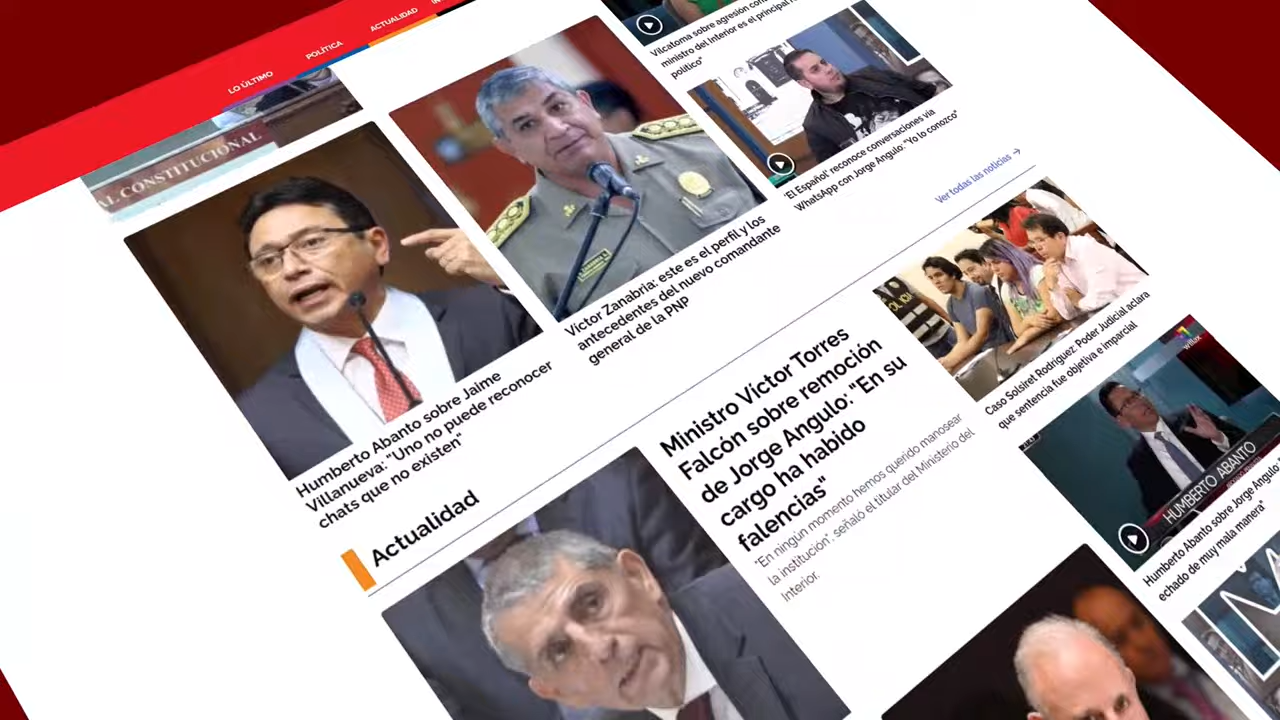 LO ÚLTIMO
POLÍTICA
ACTUALIDAD
AL CONSTITUCIONAL
Humberto Abanto sobre Jaime
Villanueva: "Uno no puede reconocer
chats que no existen"
Víctor Zanabria: este es el perfil y los
antecedentes del nuevo comandante
general de la PNP
Vilcatoma sobre agresión
ministro del interior es el principal
político"
'El Español' reconoce conversaciones vía
WhatsApp con Jorge Angulo: "Yo lo conozco"
Ver todas las noticias →
Actualidad
Ministro Víctor Torres
Falcón sobre remoción
de Jorge Angulo: "En su
cargo ha habido
falencias"
"En ningún momento hemos querido manosear
la institución", señaló el titular del Ministerio del
Interior.
Caso Solsiret Rodríguez: Poder Judicial aclara
que sentencia fue objetiva e imparcial
willax
HUMBERTO ABANTO
Humberto Abanto sobre Jorge Angulo:
echado de muy mala manera"